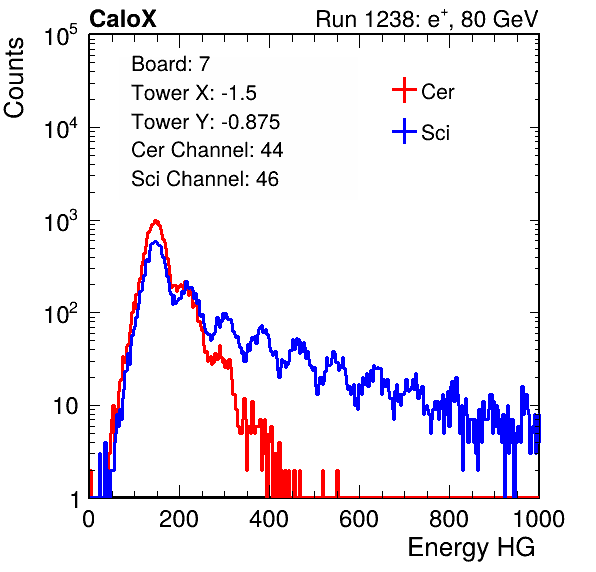 CaloX Run 1238: e⁺, 80 GeV
Counts
Board: 7
Tower X: -1.5
Tower Y: -0.875
Cer Channel: 44
Sci Channel: 46
Cer
Sci
10⁵
10⁴
10³
10²
10
1
0 200 400 600 800 1000
Energy HG